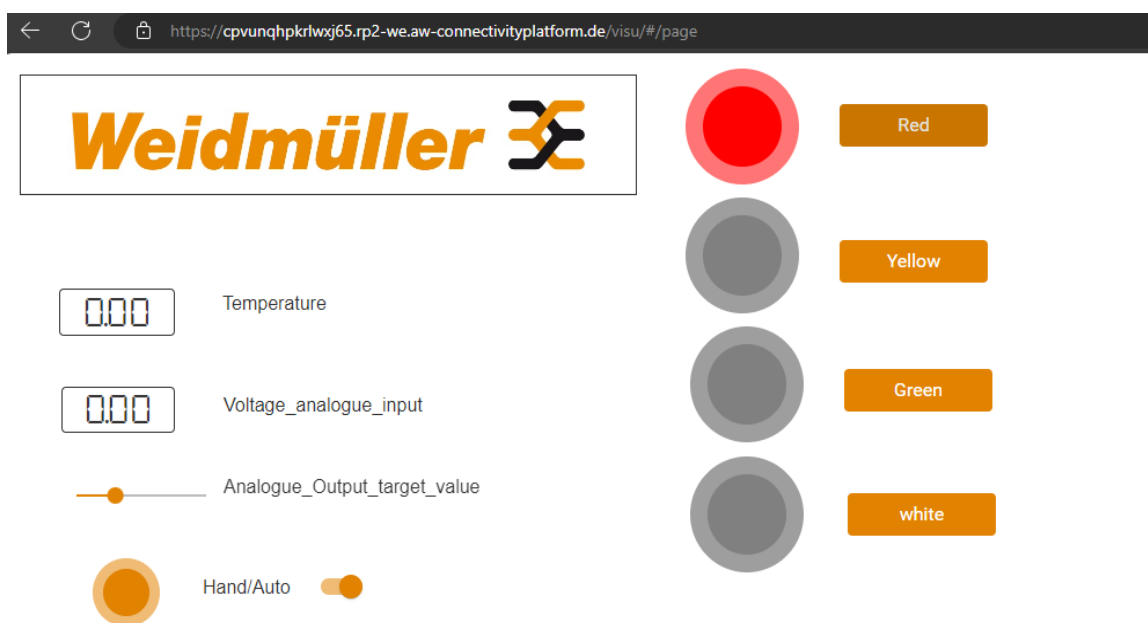 https://cpvunqhpkrlwxj65.rp2-we.aw-connectivityplatform.de/visu/#/page
Weidmüller
Red
Yellow
0.00 Temperature
Green
0.00 Voltage_analogue_input
Analogue_Output_target_value
white
Hand/Auto